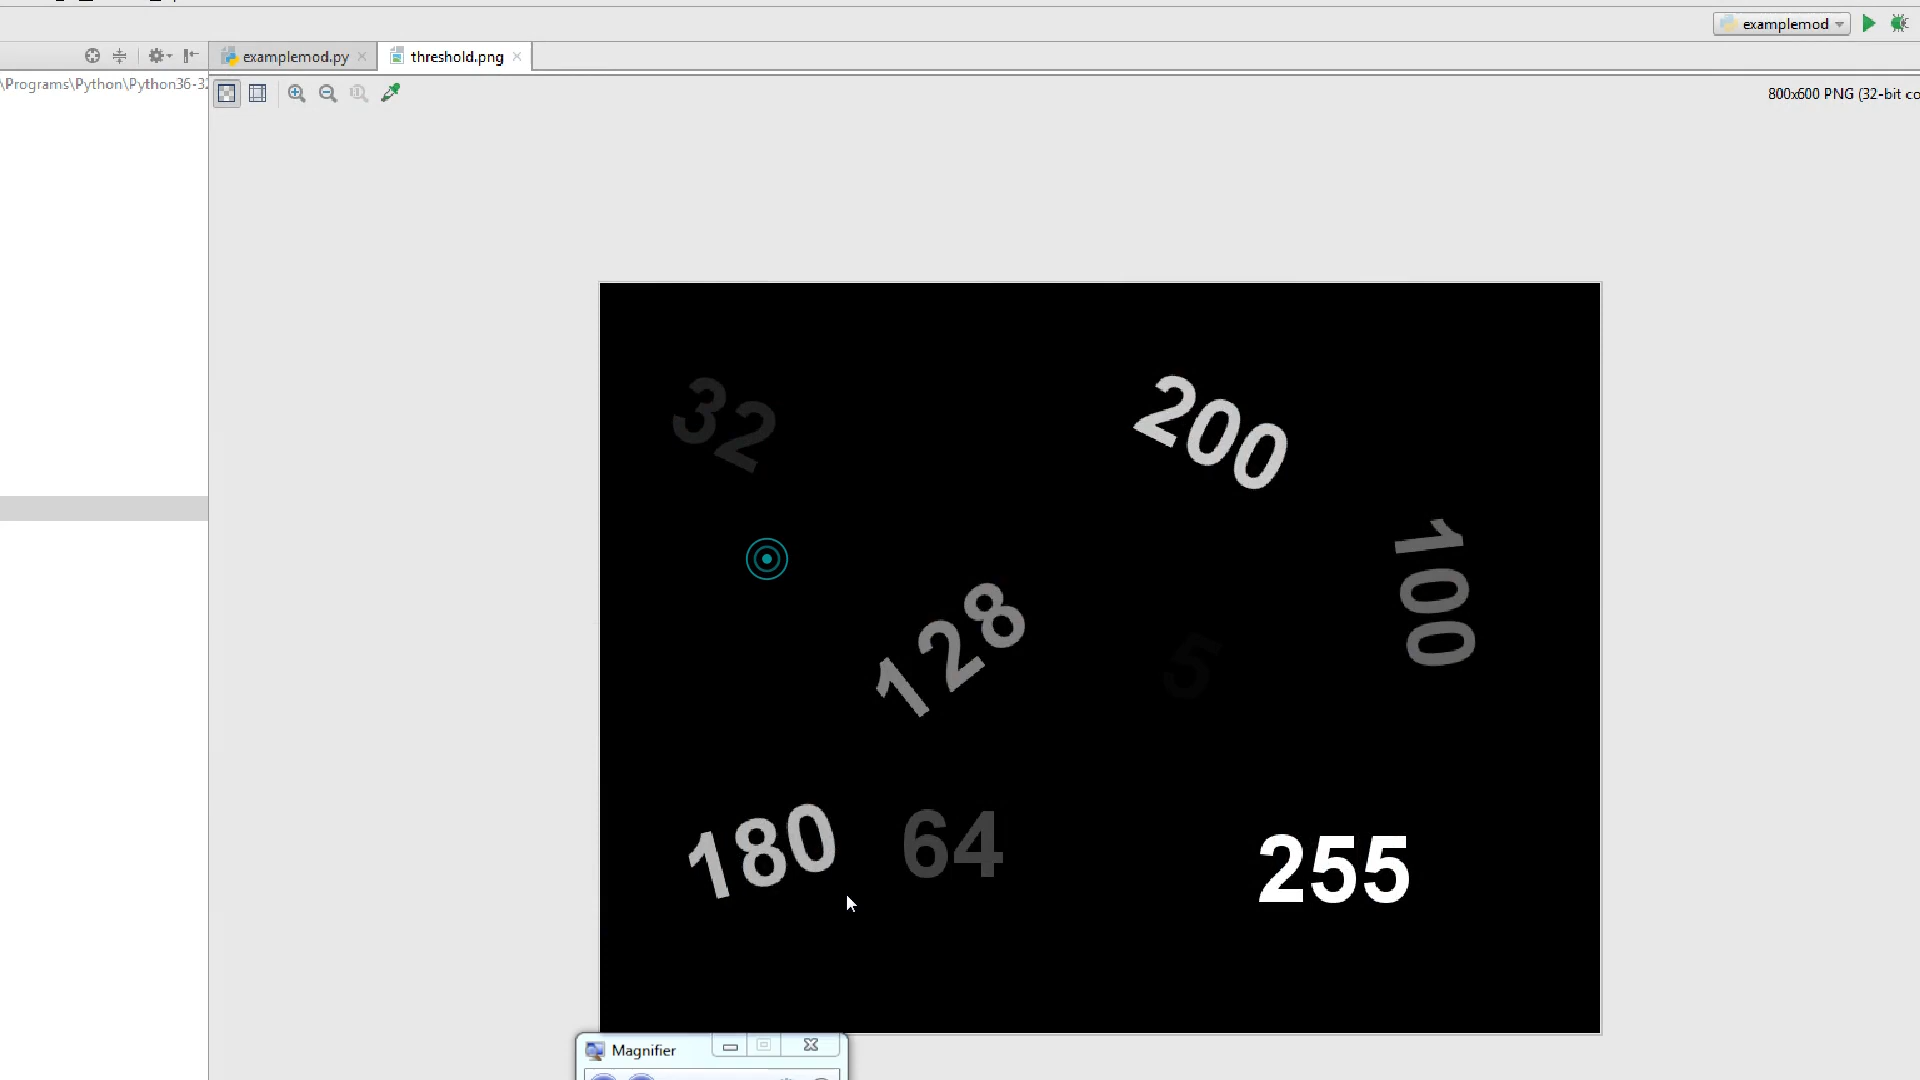 examplemod
examplemod.py
threshold.png
\Programs\Python\Python36-32
800x600 PNG (32-bit co
32
200
100
128
5
180
64
255
Magnifier